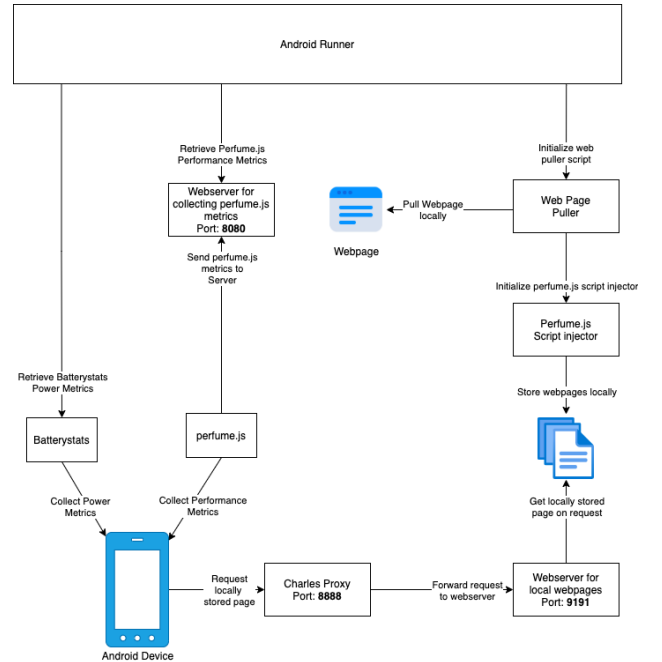 Android Runner
Retrieve Perfume.js
Performance Metrics
Initialize web
puller script
Webserver for
collecting perfume.js
metrics
Port: 8080
Web Page
Puller
Pull Webpage
locally
Webpage
Send perfume.js
metrics to
Server
Initialize perfume.js script injector
Perfume.js
Script injector
Retrieve Batterystats
Power Metrics
Store webpages locally
Batterystats
perfume.js
Collect Power
Metrics
Collect Performance
Metrics
Get locally stored
page on request
Request
locally
stored page
Charles Proxy
Port: 8888
Forward request
to webserver
Webserver for
local webpages
Port: 9191
Android Device